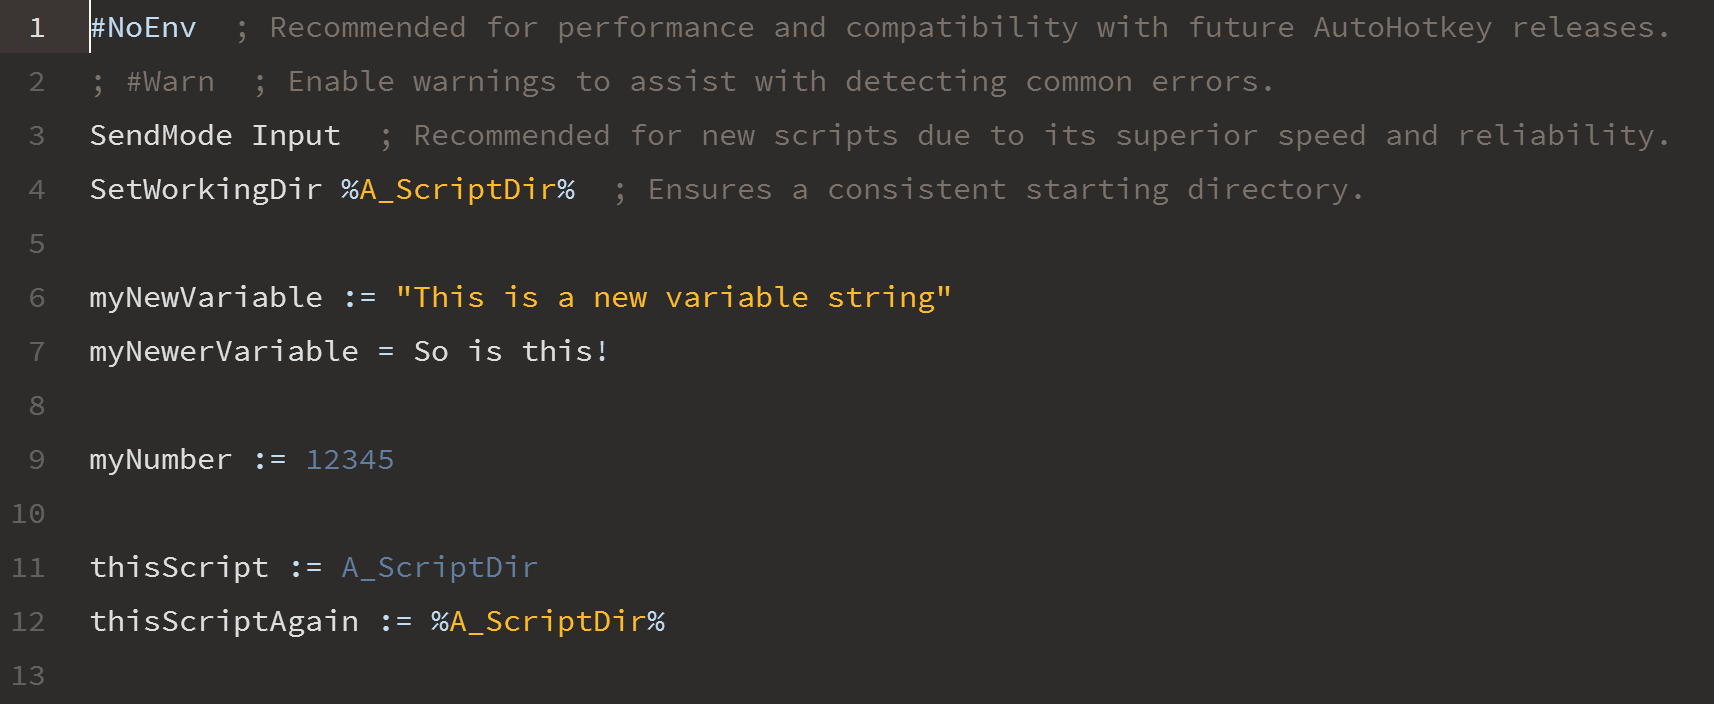 1 #NoEnv  ; Recommended for performance and compatibility with future AutoHotkey releases.
2 ; #Warn  ; Enable warnings to assist with detecting common errors.
3 SendMode Input  ; Recommended for new scripts due to its superior speed and reliability.
4 SetWorkingDir %A_ScriptDir%  ; Ensures a consistent starting directory.
5
6 myNewVariable := "This is a new variable string"
7 myNewerVariable = So is this!
8
9 myNumber := 12345
10
11 thisScript := A_ScriptDir
12 thisScriptAgain := %A_ScriptDir%
13